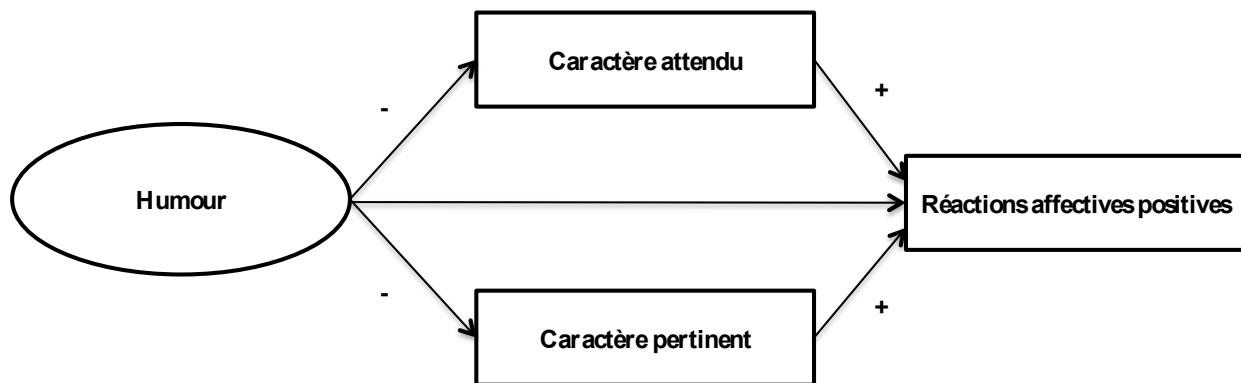 Caractère attendu
-
+
Humour
Réactions affectives positives
-
+
Caractère pertinent